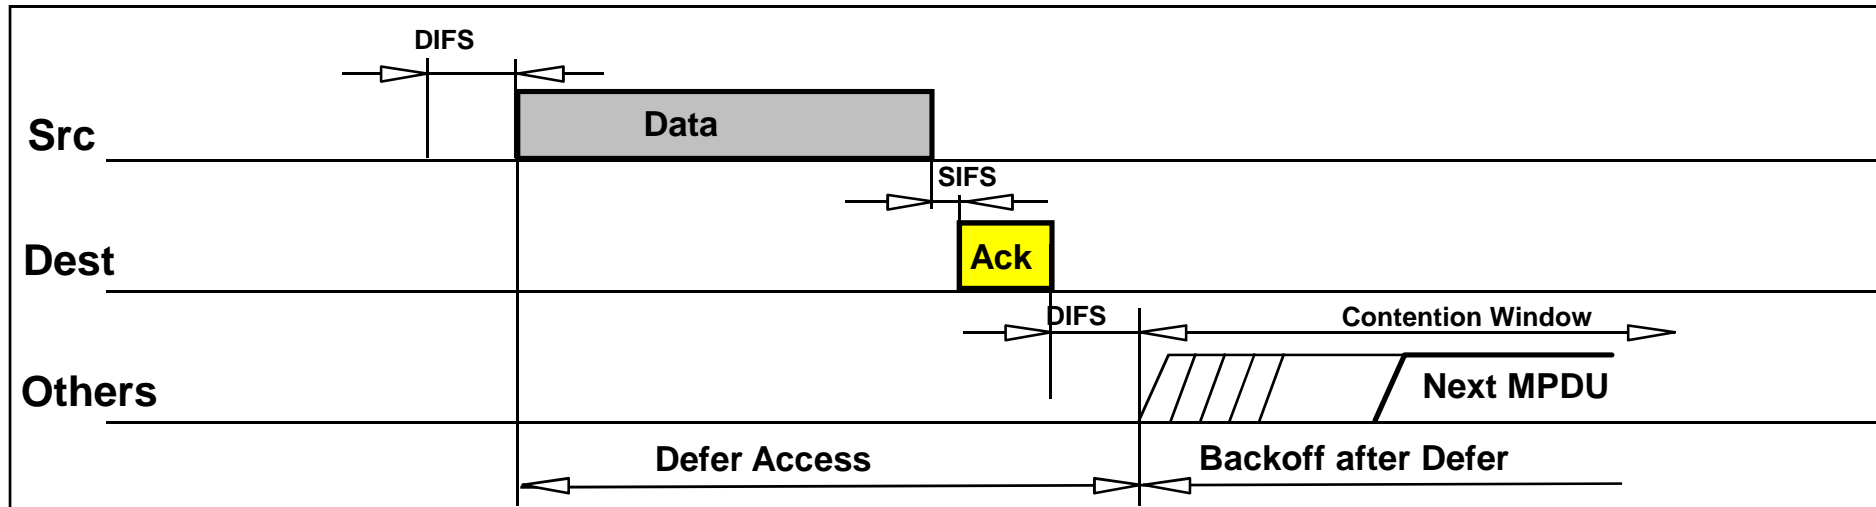 DIFS
Src
Data
SIFS
Dest
Ack
DIFS
Contention Window
Others
Next MPDU
Defer Access
Backoff after Defer